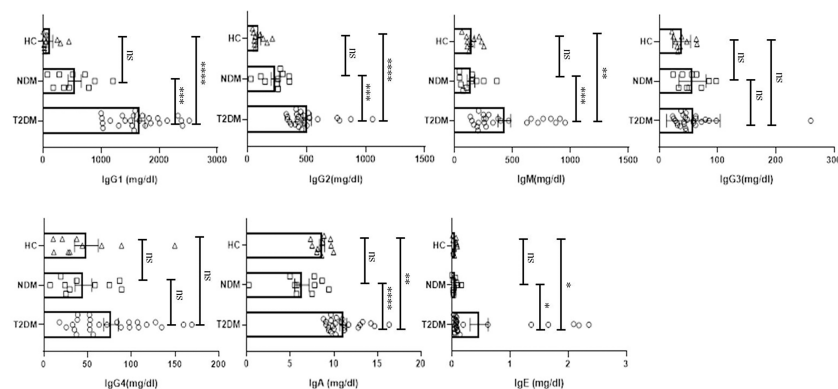 HC
NDM
T2DM
ns
***
****
0 1000 2000 3000
IgG1 (mg/dl)
HC
NDM
T2DM
ns
***
****
0 500 1000 1500
IgG2(mg/dl)
HC
NDM
T2DM
ns
***
**
0 500 1000 1500
IgM(mg/dl)
HC
NDM
T2DM
ns
ns
ns
0 100 200 300
IgG3(mg/dl)
HC
NDM
T2DM
ns
ns
ns
0 50 100 150 200
IgG4(mg/dl)
HC
NDM
T2DM
ns
****
**
0 5 10 15 20
IgA (mg/dl)
HC
NDM
T2DM
ns
*
*
0 1 2 3
IgE (mg/dl)